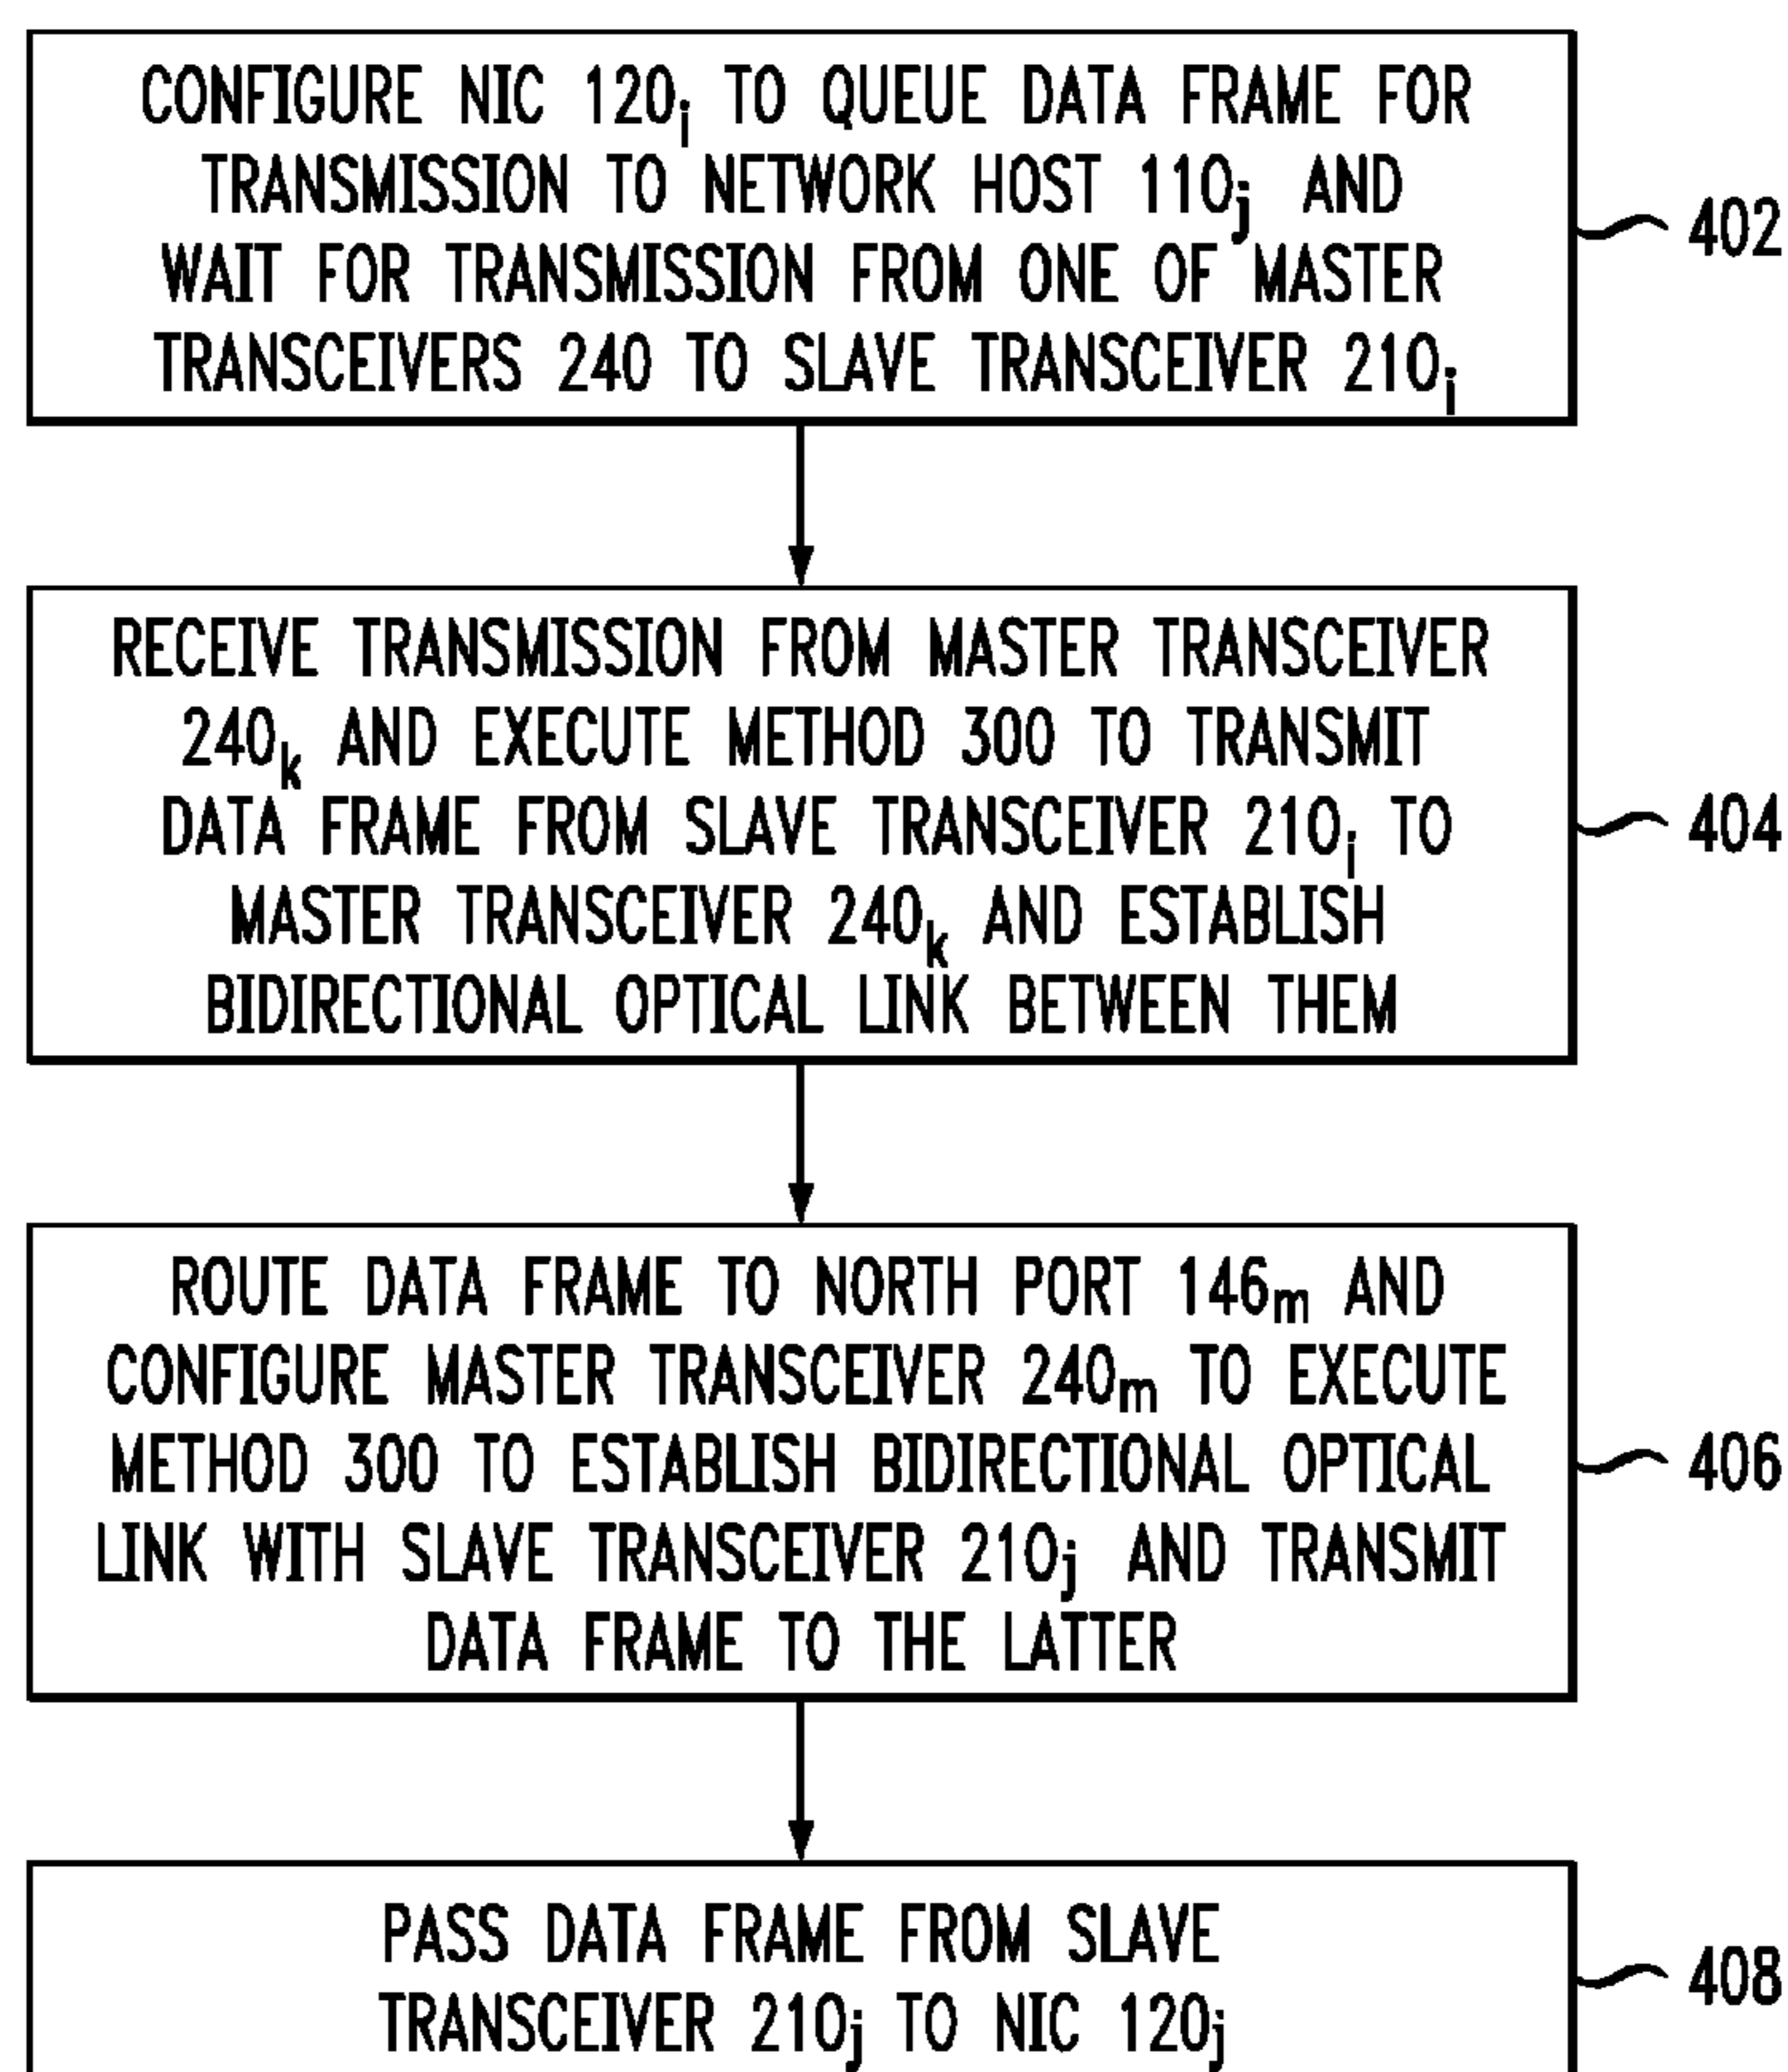 CONFIGURE NIC 120i TO QUEUE DATA FRAME FOR
TRANSMISSION TO NETWORK HOST 110j AND
WAIT FOR TRANSMISSION FROM ONE OF MASTER
TRANSCEIVERS 240 TO SLAVE TRANSCEIVER 210i
402
RECEIVE TRANSMISSION FROM MASTER TRANSCEIVER
240k AND EXECUTE METHOD 300 TO TRANSMIT
DATA FRAME FROM SLAVE TRANSCEIVER 210i TO
MASTER TRANSCEIVER 240k AND ESTABLISH
BIDIRECTIONAL OPTICAL LINK BETWEEN THEM
404
ROUTE DATA FRAME TO NORTH PORT 146m AND
CONFIGURE MASTER TRANSCEIVER 240m TO EXECUTE
METHOD 300 TO ESTABLISH BIDIRECTIONAL OPTICAL
LINK WITH SLAVE TRANSCEIVER 210j AND TRANSMIT
DATA FRAME TO THE LATTER
406
PASS DATA FRAME FROM SLAVE
TRANSCEIVER 210j TO NIC 120j
408